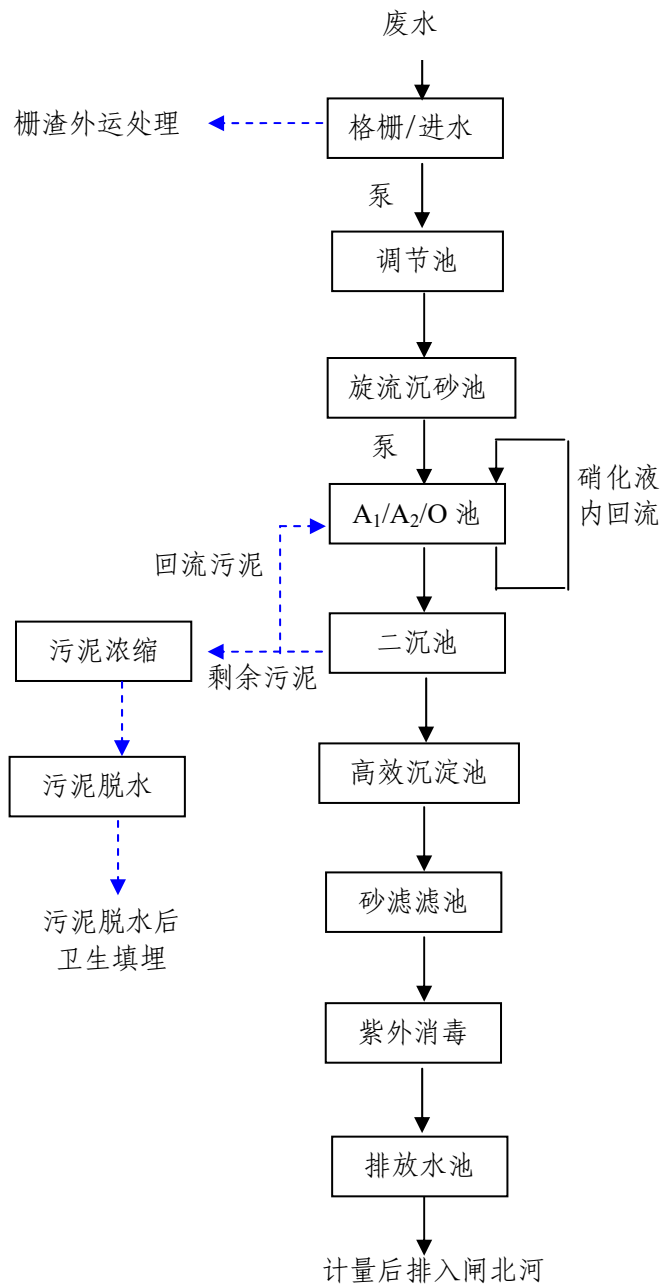 废水
栅渣外运处理
格栅/进水
泵
调节池
旋流沉砂池
泵
硝化液
内回流
A₁/A₂/O 池
回流污泥
污泥浓缩
二沉池
剩余污泥
污泥脱水
高效沉淀池
砂滤滤池
污泥脱水后
卫生填埋
紫外消毒
排放水池
计量后排入闸北河